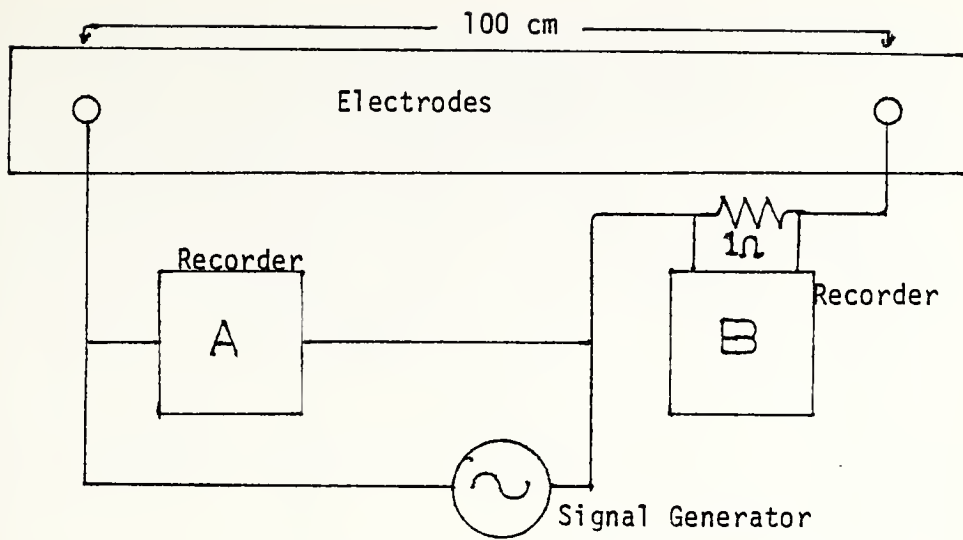 100 cm
Electrodes
1Ω
Recorder
A
Recorder
B
Signal Generator